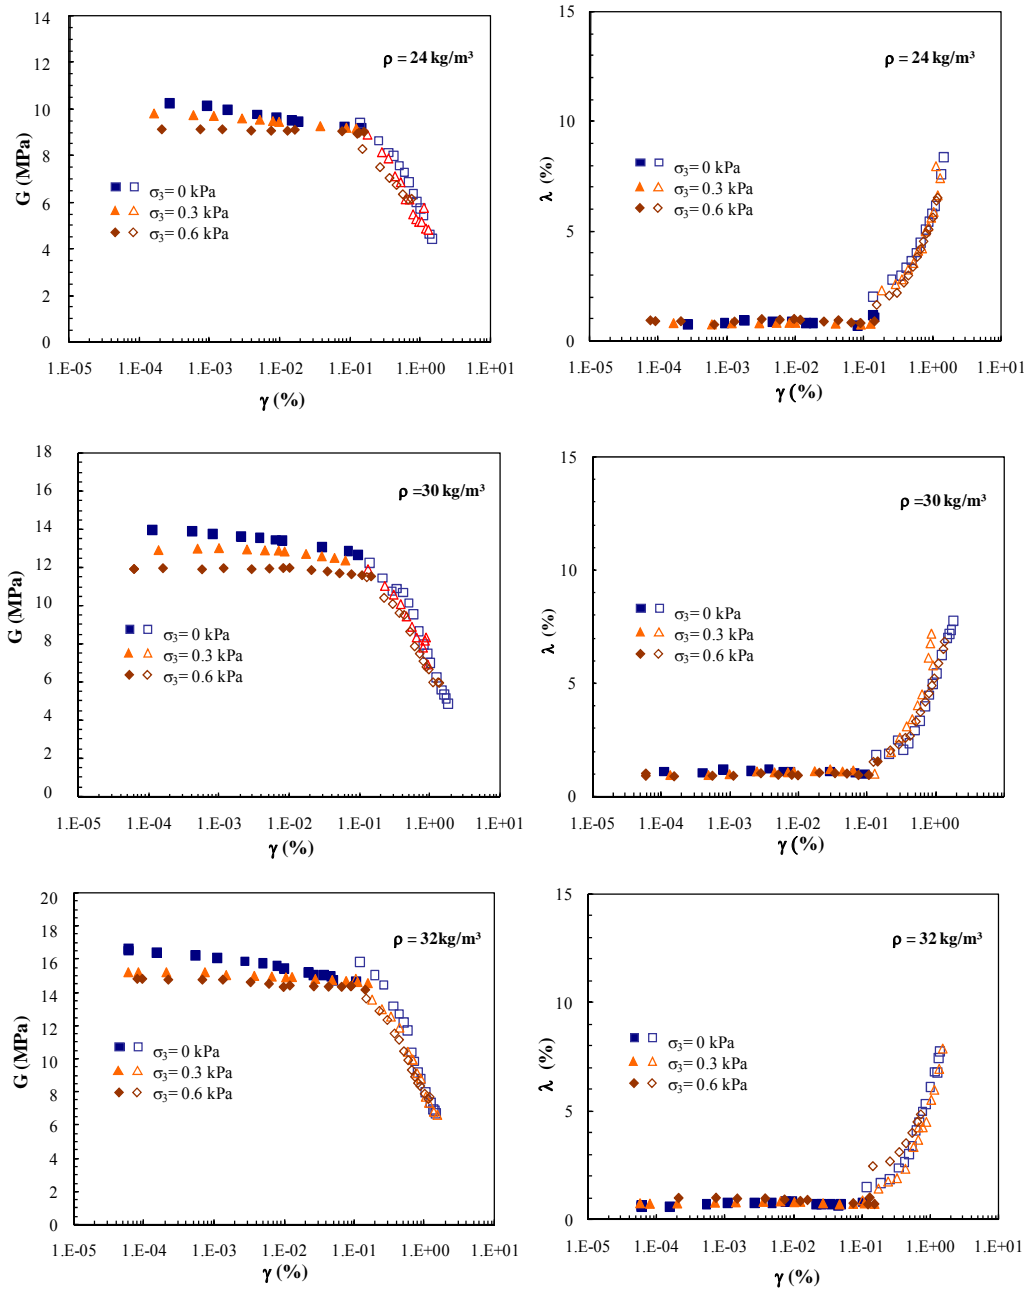 14
12
10
8
6
4
2
0
G (MPa)
ρ = 24 kg/m³
σ₃= 0 kPa
σ₃= 0.3 kPa
σ₃= 0.6 kPa
1.E-05 1.E-04 1.E-03 1.E-02 1.E-01 1.E+00 1.E+01
γ (%)
15
10
5
0
λ (%)
ρ = 24 kg/m³
σ₃= 0 kPa
σ₃= 0.3 kPa
σ₃= 0.6 kPa
1.E-05 1.E-04 1.E-03 1.E-02 1.E-01 1.E+00 1.E+01
γ (%)
18
16
14
12
10
8
6
4
2
0
G (MPa)
ρ =30 kg/m³
σ₃= 0 kPa
σ₃= 0.3 kPa
σ₃= 0.6 kPa
1.E-05 1.E-04 1.E-03 1.E-02 1.E-01 1.E+00 1.E+01
γ (%)
15
10
5
0
λ (%)
ρ =30 kg/m³
σ₃= 0 kPa
σ₃= 0.3 kPa
σ₃= 0.6 kPa
1.E-05 1.E-04 1.E-03 1.E-02 1.E-01 1.E+00
γ (%)
20
18
16
14
12
10
8
6
4
2
0
G (MPa)
ρ = 32kg/m³
σ₃= 0 kPa
σ₃= 0.3 kPa
σ₃= 0.6 kPa
1.E-05 1.E-04 1.E-03 1.E-02 1.E-01 1.E+00 1.E+01
γ (%)
15
10
5
0
λ (%)
ρ = 32 kg/m³
σ₃= 0 kPa
σ₃= 0.3 kPa
σ₃= 0.6 kPa
1.E-05 1.E-04 1.E-03 1.E-02 1.E-01 1.E+00 1.E+01
γ (%)